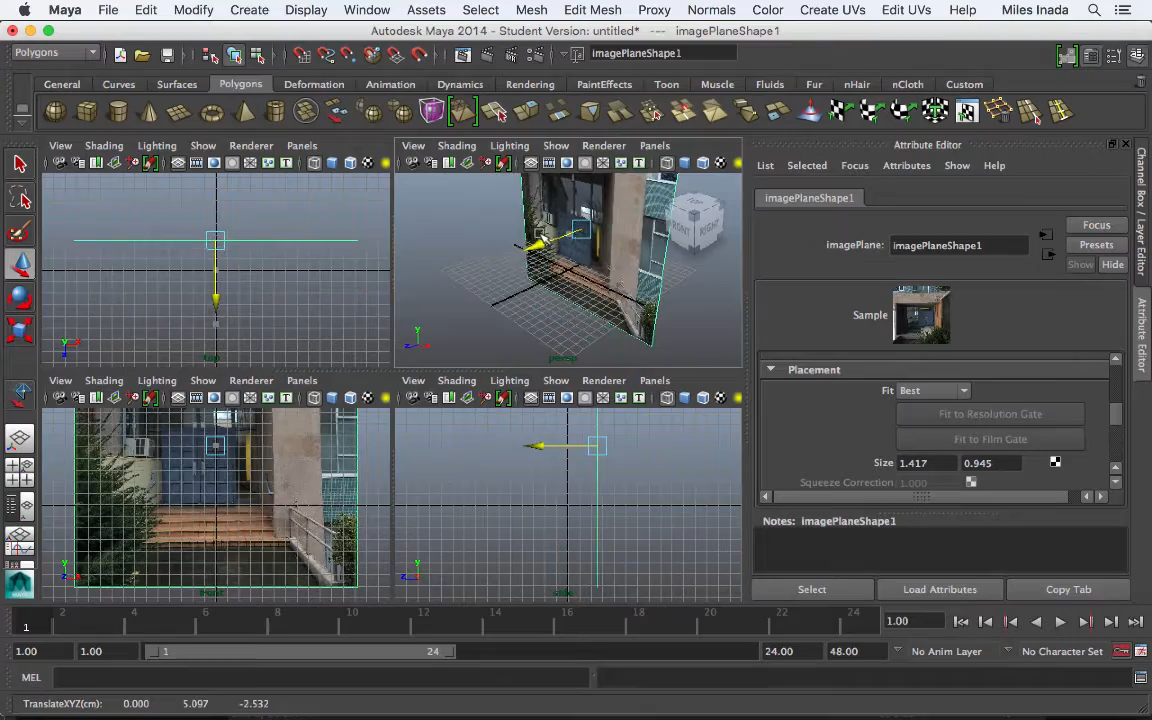 Maya File Edit Modify Create Display Window Assets Select Mesh Edit Mesh Proxy Normals Color Create UVs Edit UVs Help Miles Inada
Autodesk Maya 2014 - Student Version: untitled* --- imagePlaneShape1
Polygons imagePlaneShape1
General Curves Surfaces Polygons Deformation Animation Dynamics Rendering PaintEffects Toon Muscle Fluids Fur nHair nCloth Custom
View Shading Lighting Show Renderer Panels
View Shading Lighting Show Renderer Panels
Attribute Editor
List Selected Focus Attributes Show Help
imagePlaneShape1
imagePlane: imagePlaneShape1
Focus
Presets
Show Hide
Sample
Placement
Fit Best
Fit to Resolution Gate
Fit to Film Gate
Size 1.417 0.945
Squeeze Correction 1.000
Notes: imagePlaneShape1
Select Load Attributes Copy Tab
Channel Box / Layer Editor
Attribute Editor
TOP
FRONT RIGHT
y
z x
top
y
z x
persp
View Shading Lighting Show Renderer Panels
View Shading Lighting Show Renderer Panels
y
z x
y
z x
2 4 6 8 10 12 14 16 18 20 22 24
1
1.00
1.00 1.00 1 24 24.00 48.00 No Anim Layer No Character Set
MEL
TranslateXYZ(cm): 0.000 5.097 -2.532